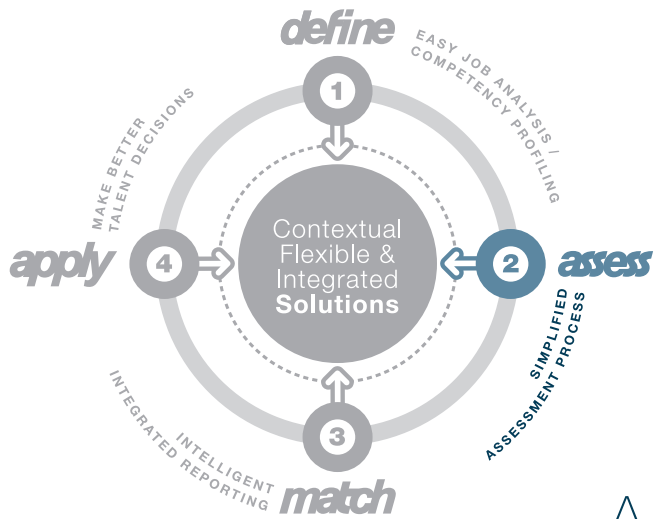 define
1
EASY JOB ANALYSIS /
COMPETENCY PROFILING
MAKE BETTER
TALENT DECISIONS
Contextual
Flexible &
Integrated
Solutions
apply
4
2
assess
SIMPLIFIED
ASSESSMENT PROCESS
3
INTELLIGENT
INTEGRATED REPORTING
match